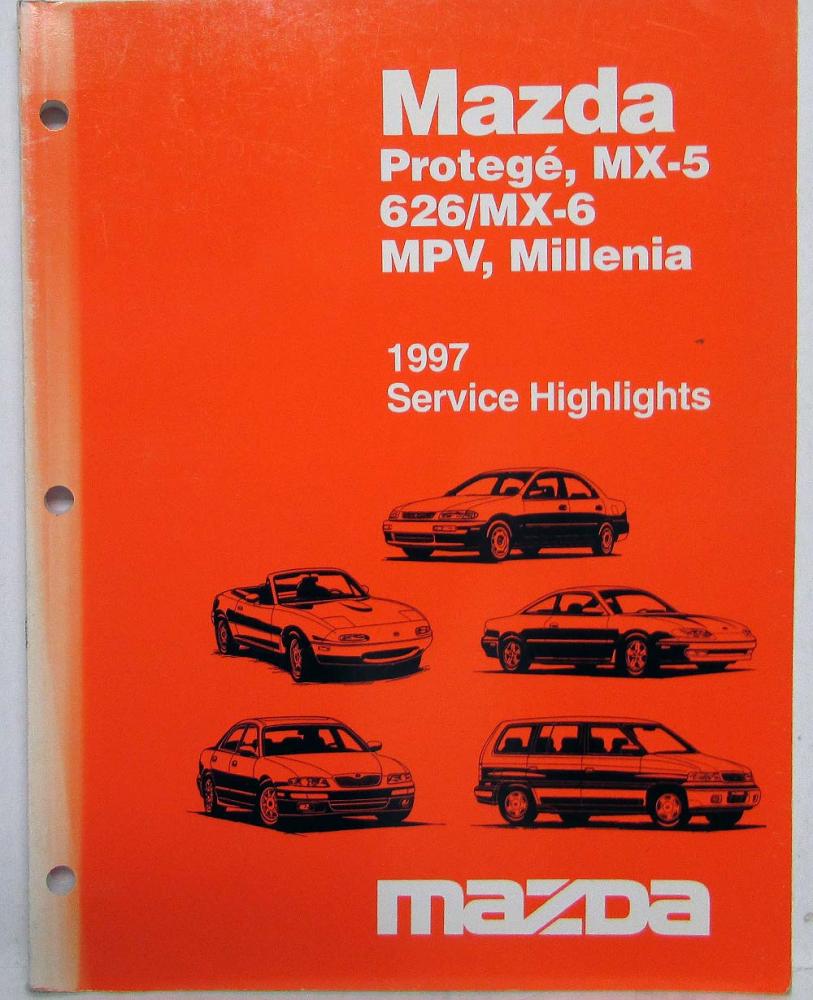 Mazda
Protegé, MX-5
626/MX-6
MPV, Millenia
1997
Service Highlights
mazda